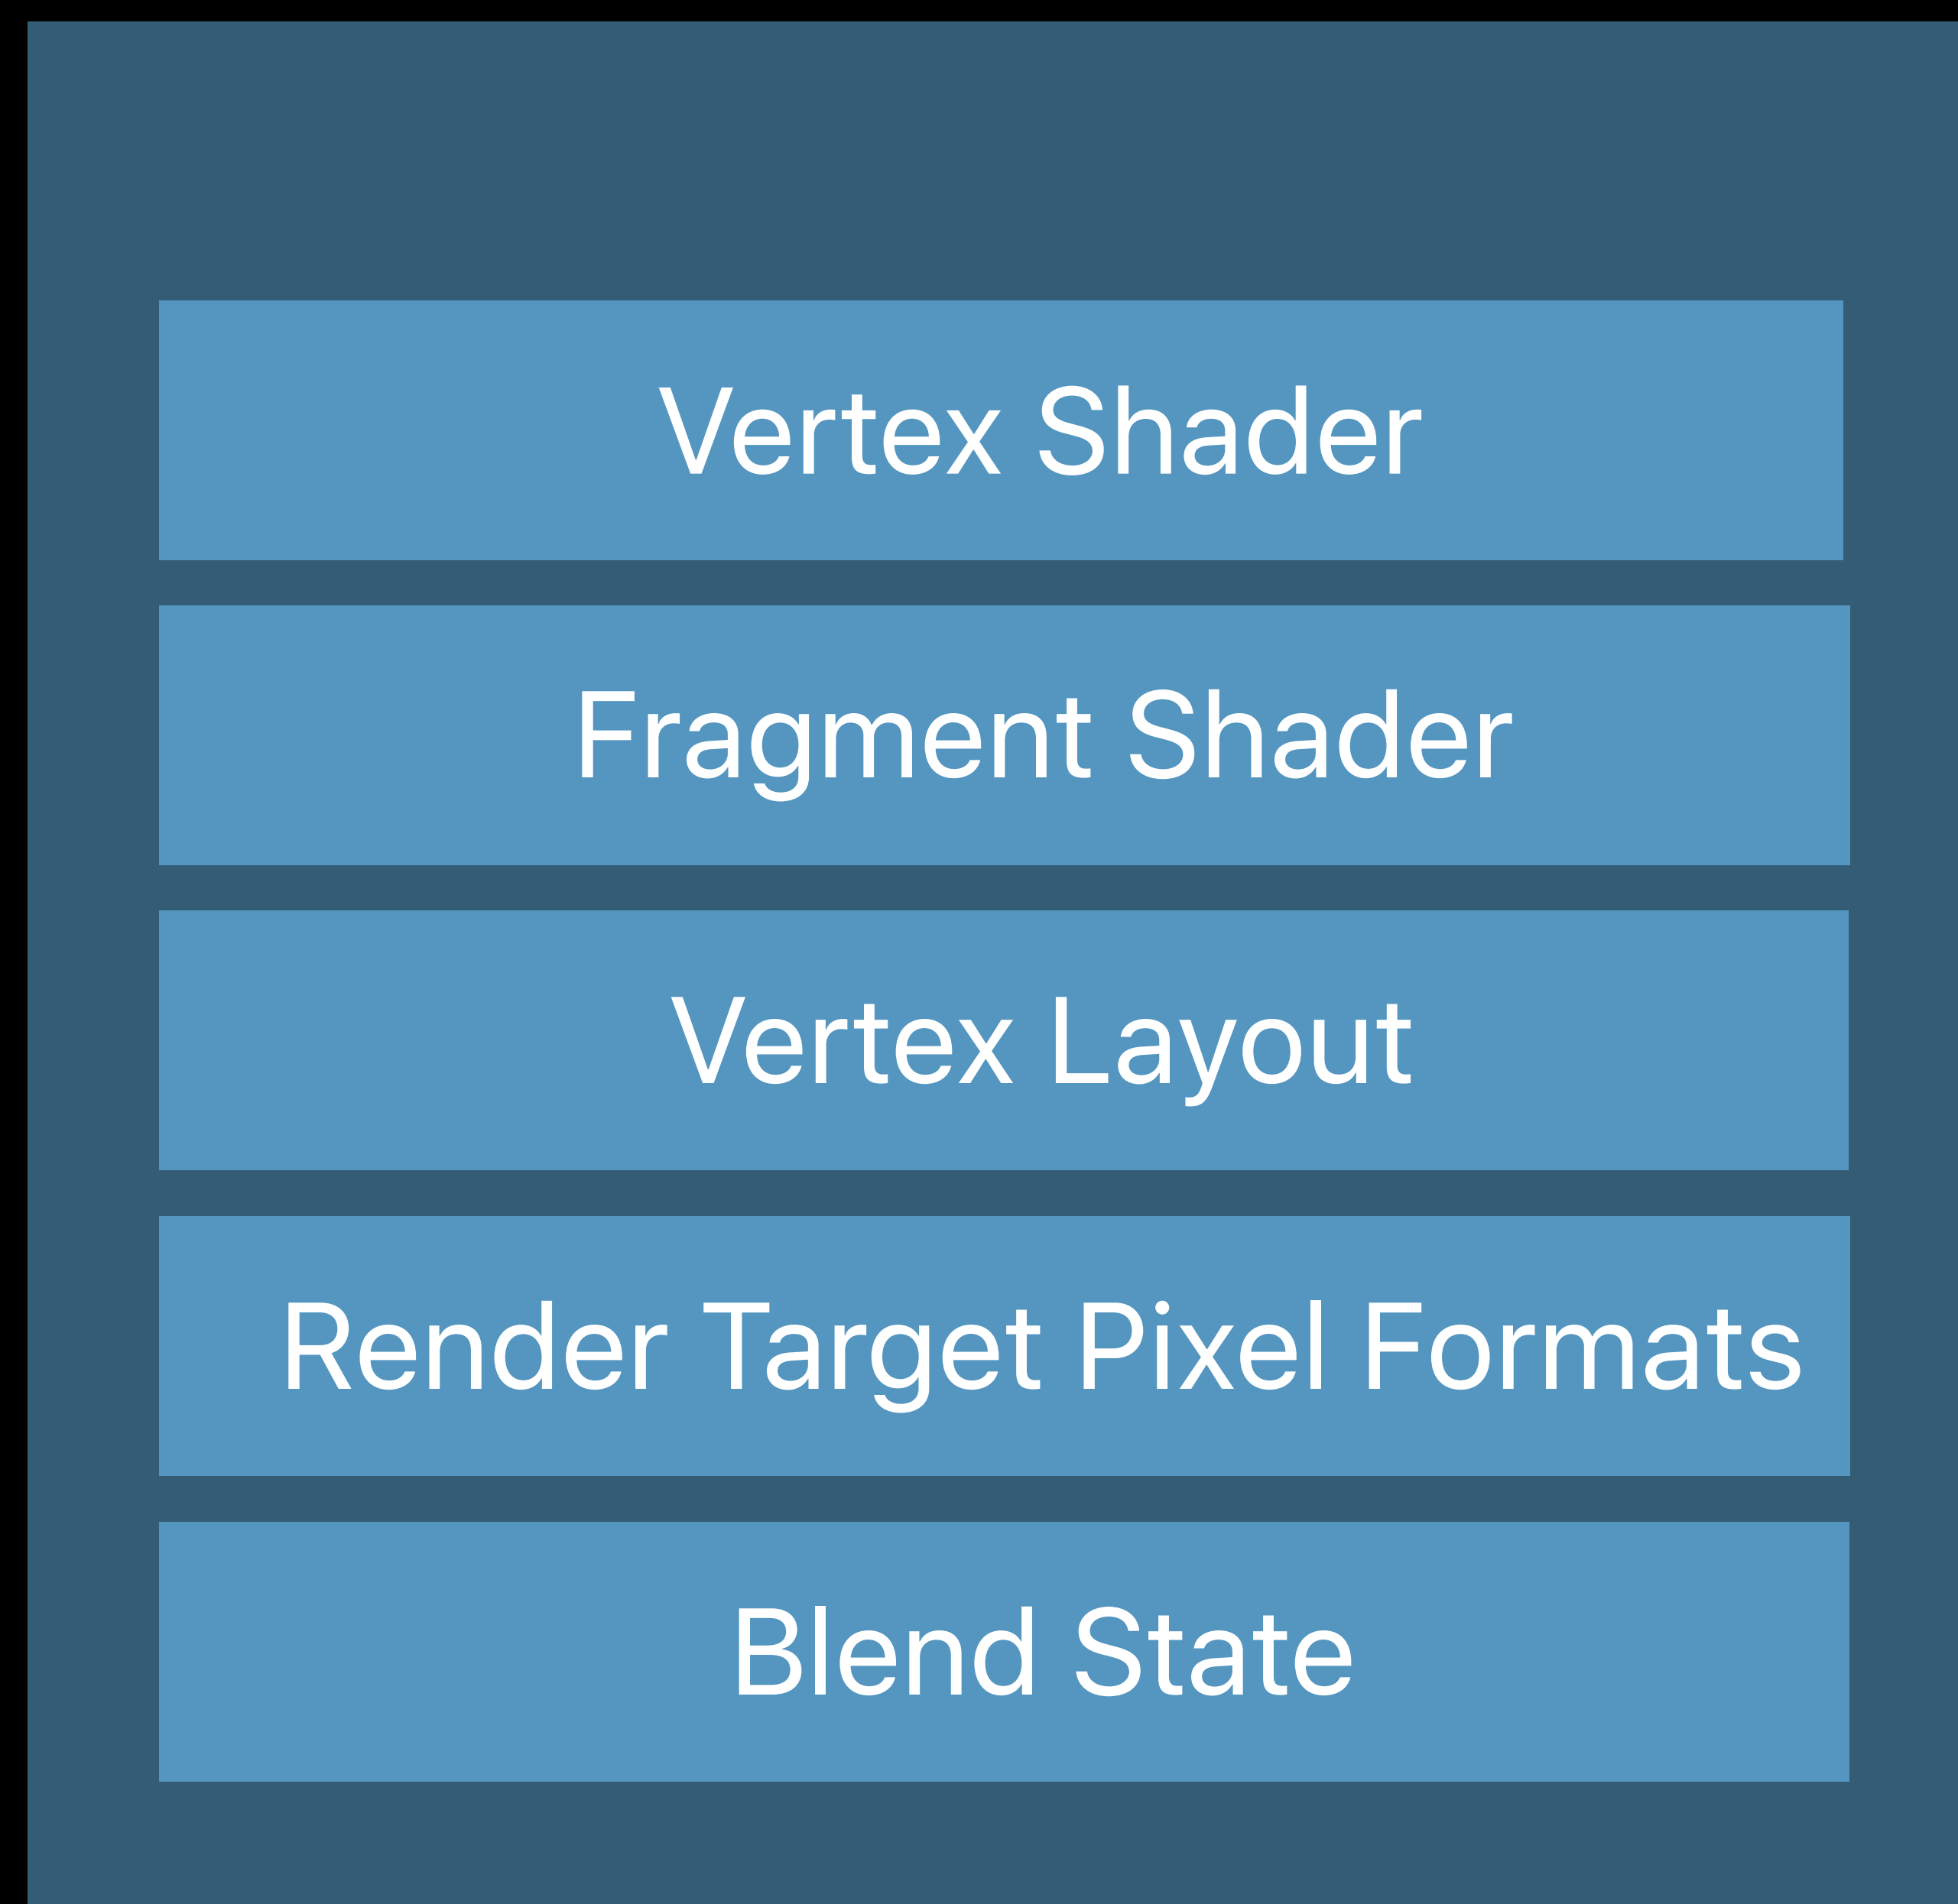 Vertex Shader
Fragment Shader
Vertex Layout
Render Target Pixel Formats
Blend State